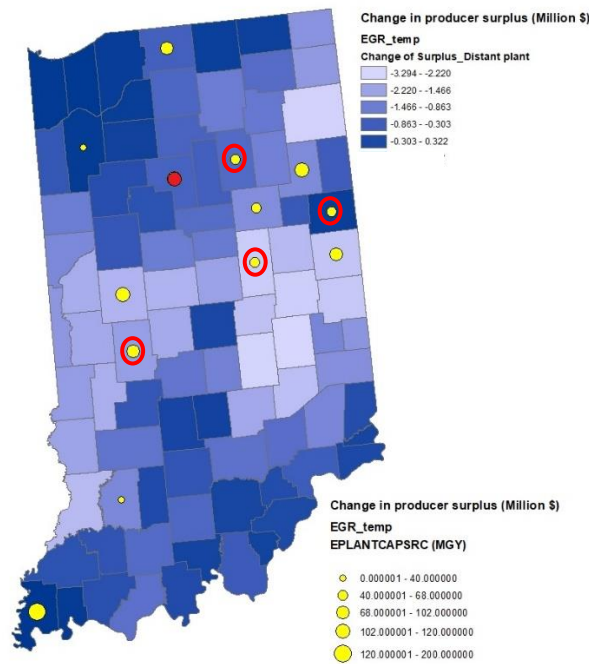 Change in producer surplus (Million $)
EGR_temp
Change of Surplus_Distant plant
-3.294 - -2.220
-2.220 - -1.466
-1.466 - -0.863
-0.863 - -0.303
-0.303 - 0.322
Change in producer surplus (Million $)
EGR_temp
EPLANTCAPSRC (MGY)
0.000001 - 40.000000
40.000001 - 68.000000
68.000001 - 102.000000
102.000001 - 120.000000
120.000001 - 200.000000